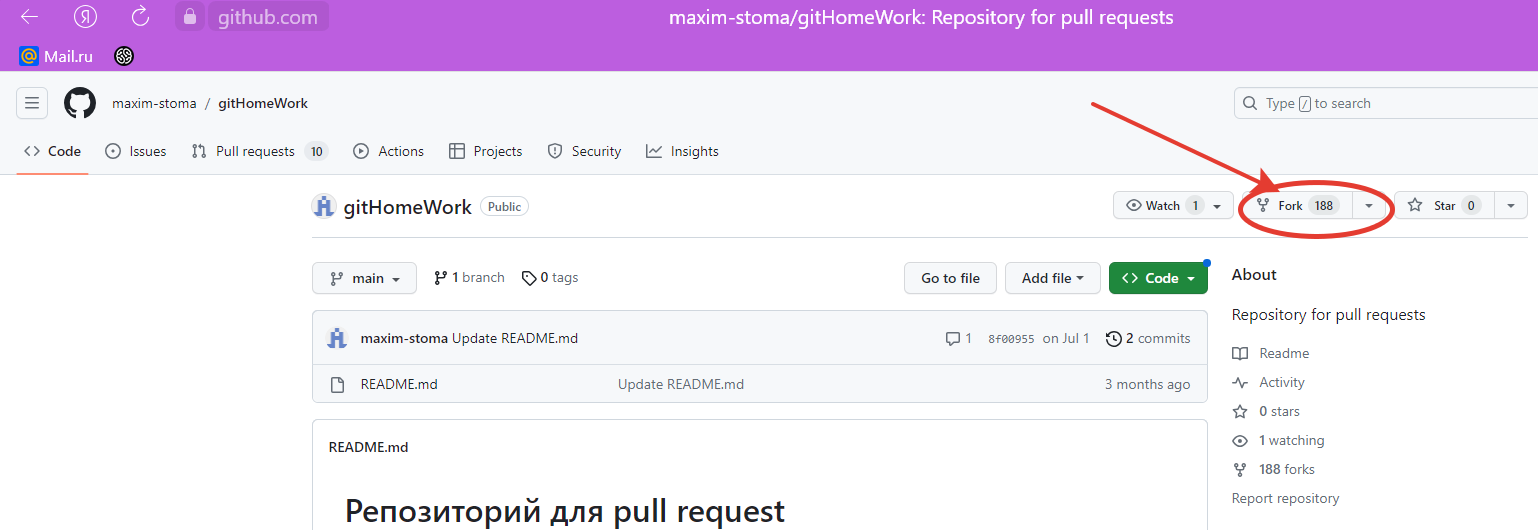 Я github.com maxim-stoma/gitHomeWork: Repository for pull requests
@ Mail.ru
maxim-stoma / gitHomeWork Type / to search
Code Issues Pull requests 10 Actions Projects Security Insights
gitHomeWork Public Watch 1 Fork 188 Star 0
main 1 branch 0 tags Go to file Add file Code About
Repository for pull requests
maxim-stoma Update README.md 1 8f00955 on Jul 1 2 commits
Readme
README.md Update README.md 3 months ago
Activity
0 stars
1 watching
README.md
188 forks
Report repository
Репозиторий для pull request